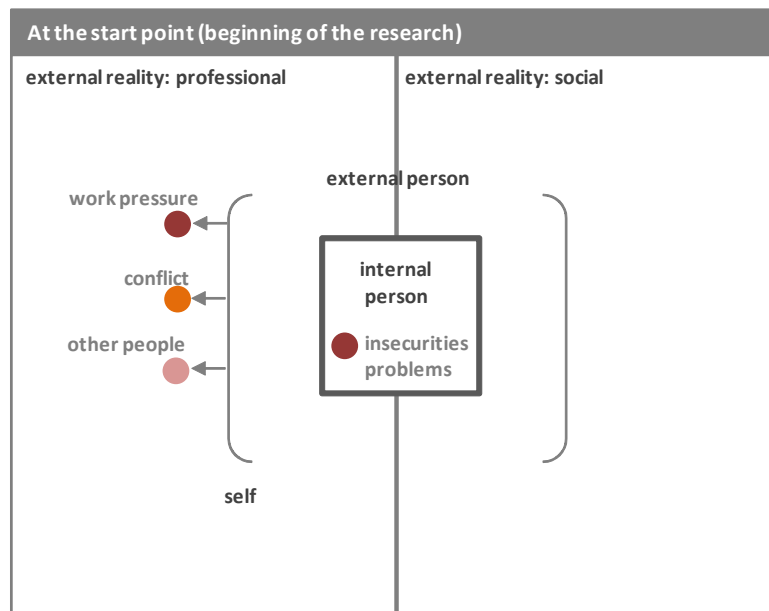 At the start point (beginning of the research)
external reality: professional
external reality: social
external person
work pressure
conflict
other people
internal
person
insecurities
problems
self